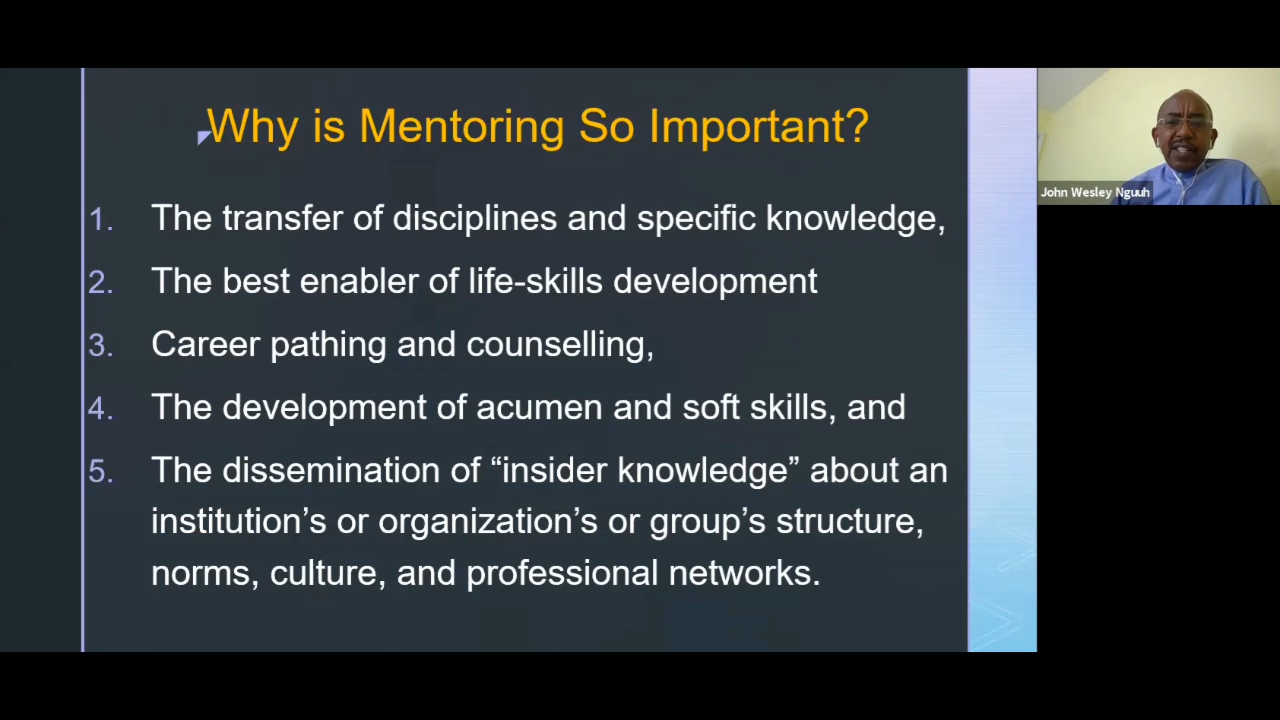 Why is Mentoring So Important?
1. The transfer of disciplines and specific knowledge,
2. The best enabler of life-skills development
3. Career pathing and counselling,
4. The development of acumen and soft skills, and
5. The dissemination of “insider knowledge” about an
institution’s or organization’s or group’s structure,
norms, culture, and professional networks.
John Wesley Nguuh